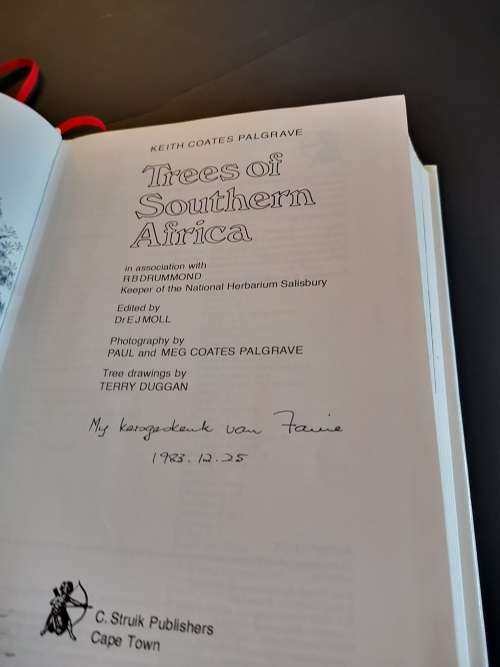 KEITH COATES PALGRAVE
Trees of
Southern
Africa
in association with
R B DRUMMOND
Keeper of the National Herbarium Salisbury
Edited by
Dr E J MOLL
Photography by
PAUL and MEG COATES PALGRAVE
Tree drawings by
TERRY DUGGAN
My kersgeskenk van Fanie
1983.12.25
C. Struik Publishers
Cape Town